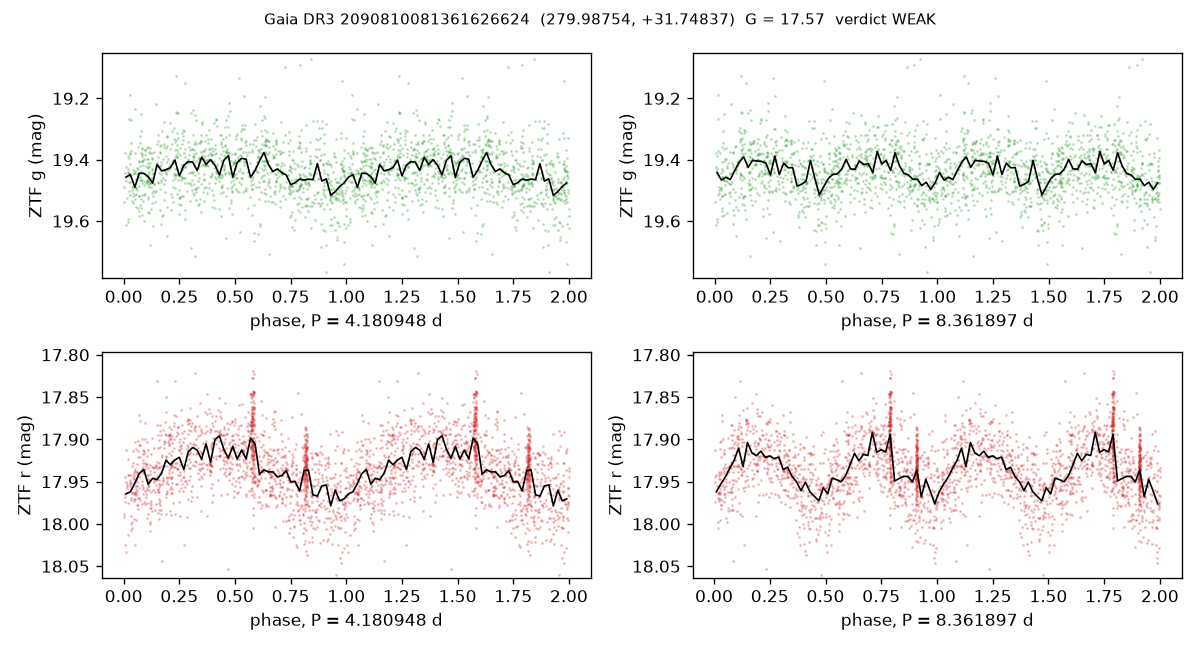 Gaia DR3 2090810081361626624 (279.98754, +31.74837) G = 17.57 verdict WEAK
ZTF g (mag)
19.2
19.4
19.6
0.00 0.25 0.50 0.75 1.00 1.25 1.50 1.75 2.00
phase, P = 4.180948 d
ZTF g (mag)
19.2
19.4
19.6
0.00 0.25 0.50 0.75 1.00 1.25 1.50 1.75 2.00
phase, P = 8.361897 d
ZTF r (mag)
17.80
17.85
17.90
17.95
18.00
18.05
0.00 0.25 0.50 0.75 1.00 1.25 1.50 1.75 2.00
phase, P = 4.180948 d
ZTF r (mag)
17.80
17.85
17.90
17.95
18.00
18.05
0.00 0.25 0.50 0.75 1.00 1.25 1.50 1.75 2.00
phase, P = 8.361897 d